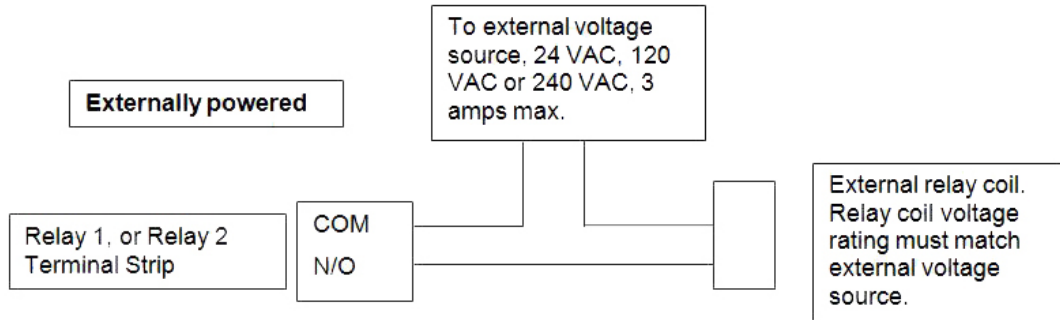 To external voltage
source, 24 VAC, 120
VAC or 240 VAC, 3
amps max.
Externally powered
Relay 1, or Relay 2
Terminal Strip
COM
N/O
External relay coil.
Relay coil voltage
rating must match
external voltage
source.